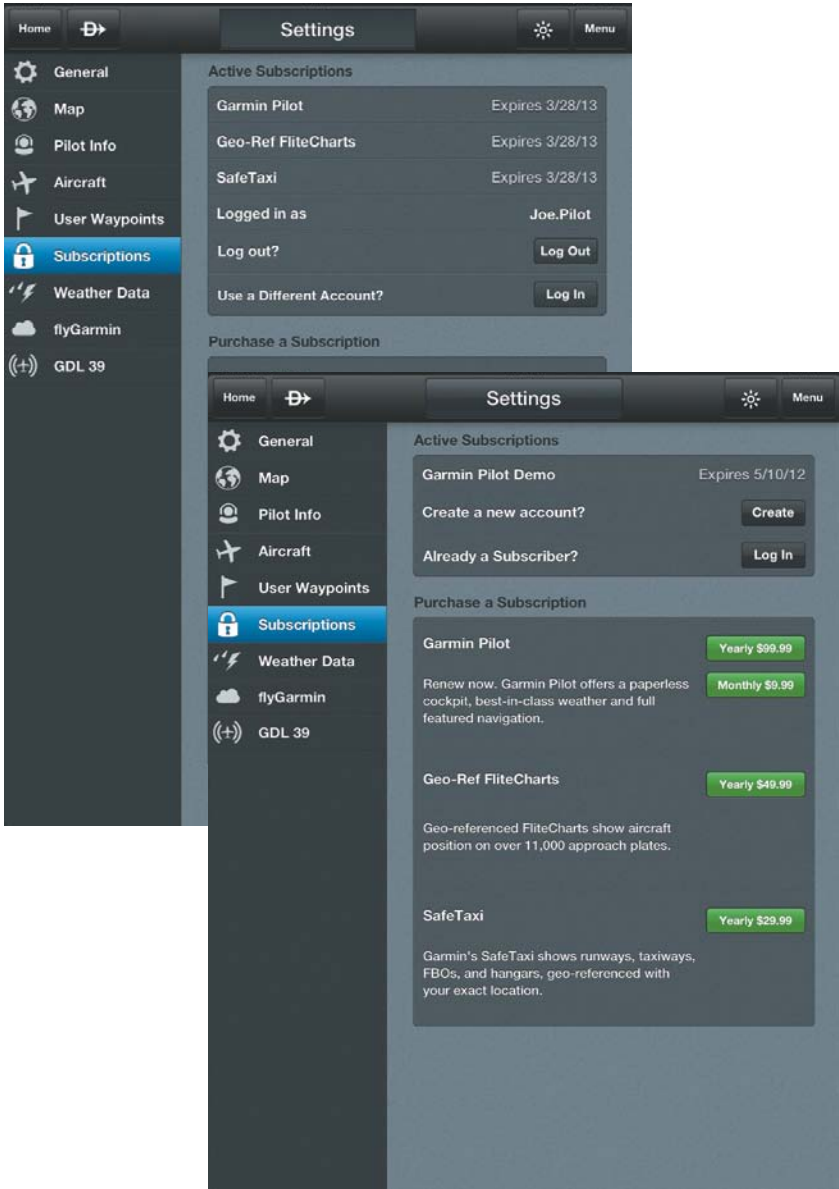 Home
Settings
Menu
General
Map
Pilot Info
Aircraft
User Waypoints
Subscriptions
Weather Data
flyGarmin
GDL 39
Active Subscriptions
Garmin Pilot Expires 3/28/13
Geo-Ref FliteCharts Expires 3/28/13
SafeTaxi Expires 3/28/13
Logged in as Joe.Pilot
Log out? Log Out
Use a Different Account? Log In
Purchase a Subscription
Home
Settings
Menu
General
Map
Pilot Info
Aircraft
User Waypoints
Subscriptions
Weather Data
flyGarmin
GDL 39
Active Subscriptions
Garmin Pilot Demo Expires 5/10/12
Create a new account? Create
Already a Subscriber? Log In
Purchase a Subscription
Garmin Pilot Yearly $99.99
Monthly $9.99
Renew now. Garmin Pilot offers a paperless
cockpit, best-in-class weather and full
featured navigation.
Geo-Ref FliteCharts Yearly $49.99
Geo-referenced FliteCharts show aircraft
position on over 11,000 approach plates.
SafeTaxi Yearly $29.99
Garmin's SafeTaxi shows runways, taxiways,
FBOs, and hangars, geo-referenced with
your exact location.